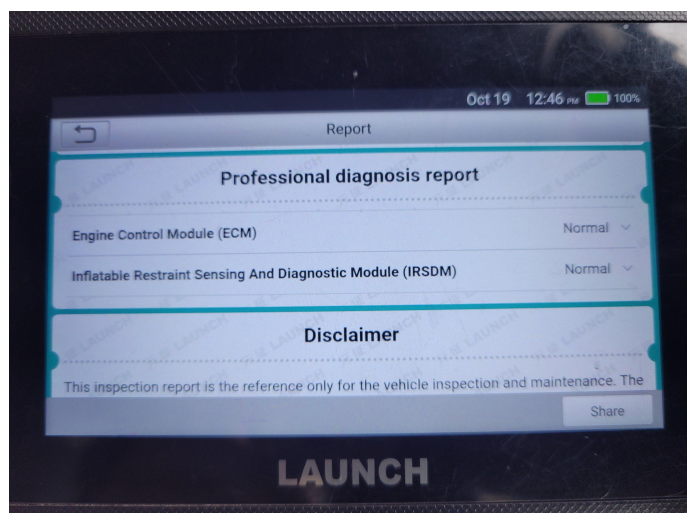 Oct 19 12:46 PM 100%
Report
Professional diagnosis report
Engine Control Module (ECM) Normal
Inflatable Restraint Sensing And Diagnostic Module (IRSDM) Normal
Disclaimer
This inspection report is the reference only for the vehicle inspection and maintenance. The
Share
LAUNCH